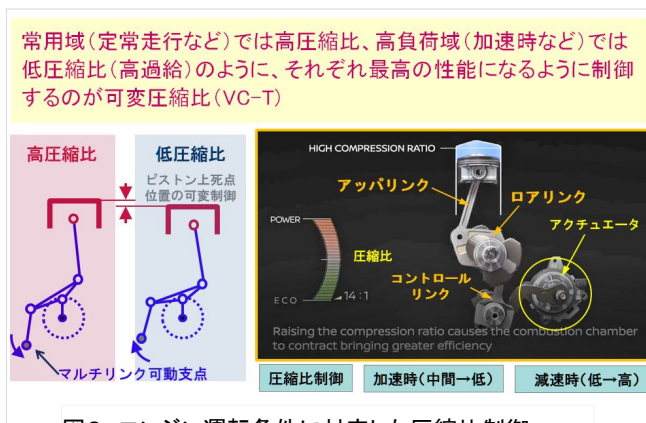 常用域(定常走行など)では高圧縮比、高負荷域(加速時など)では
低圧縮比(高過給)のように、それぞれ最高の性能になるように制御
するのが可変圧縮比(VC-T)
高圧縮比
低圧縮比
ピストン上死点
位置の可変制御
マルチリンク可動支点
HIGH COMPRESSION RATIO
アッパリンク
ロアリンク
アクチュエータ
POWER
圧縮比
コントロール
リンク
ECO
14:1
Raising the compression ratio causes the combustion chamber
to contract bringing greater efficiency
圧縮比制御
加速時(中間→低)
減速時(低→高)